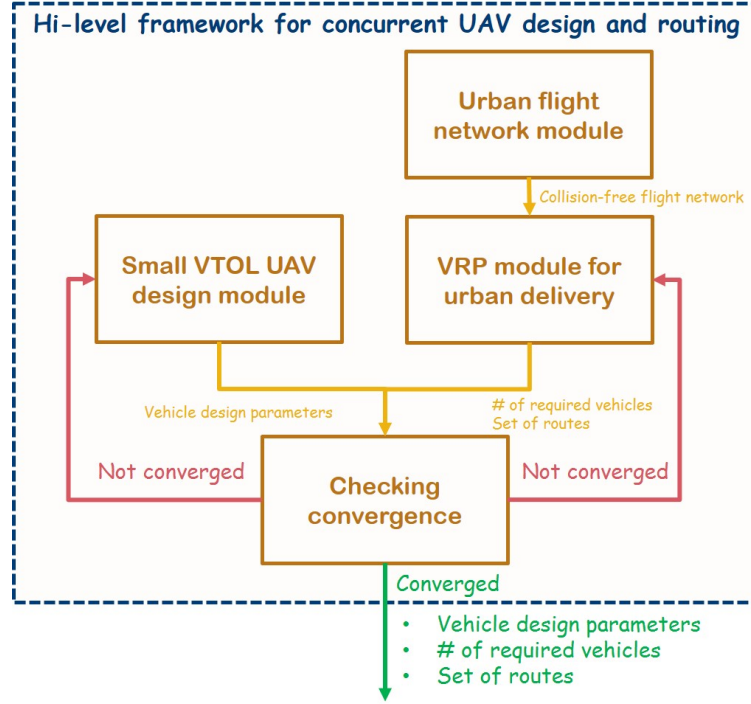 Hi-level framework for concurrent UAV design and routing
Urban flight
network module
Collision-free flight network
Small VTOL UAV
design module
VRP module for
urban delivery
Vehicle design parameters
# of required vehicles
Set of routes
Not converged
Not converged
Checking
convergence
Converged
• Vehicle design parameters
• # of required vehicles
• Set of routes